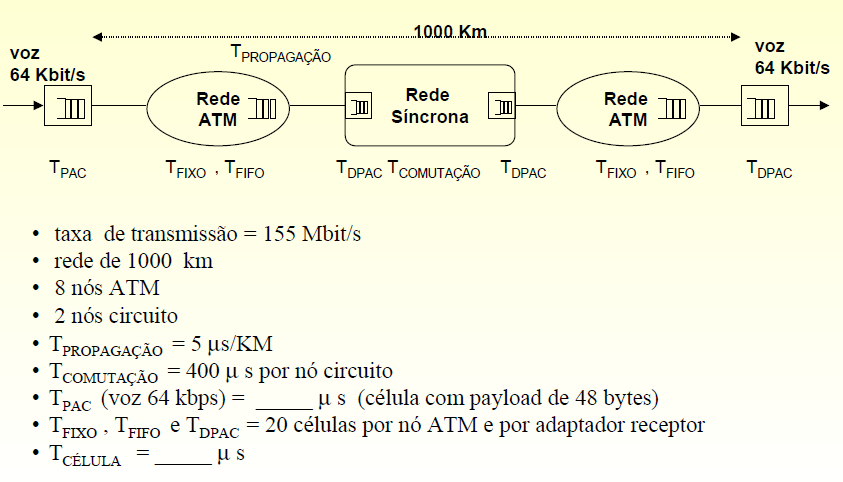 1000 Km
voz
64 Kbit/s
voz
64 Kbit/s
TPROPAGAÇÃO
Rede
ATM
Rede
Síncrona
Rede
ATM
TPAC
TFIXO , TFIFO
TDPAC TCOMUTAÇÃO TDPAC
TFIXO , TFIFO
TDPAC
• taxa de transmissão = 155 Mbit/s
• rede de 1000 km
• 8 nós ATM
• 2 nós circuito
• TPROPAGAÇÃO = 5 μs/KM
• TCOMUTAÇÃO = 400 μ s por nó circuito
• TPAC (voz 64 kbps) = _____ μ s (célula com payload de 48 bytes)
• TFIXO , TFIFO e TDPAC = 20 células por nó ATM e por adaptador receptor
• TCÉLULA = _____ μ s